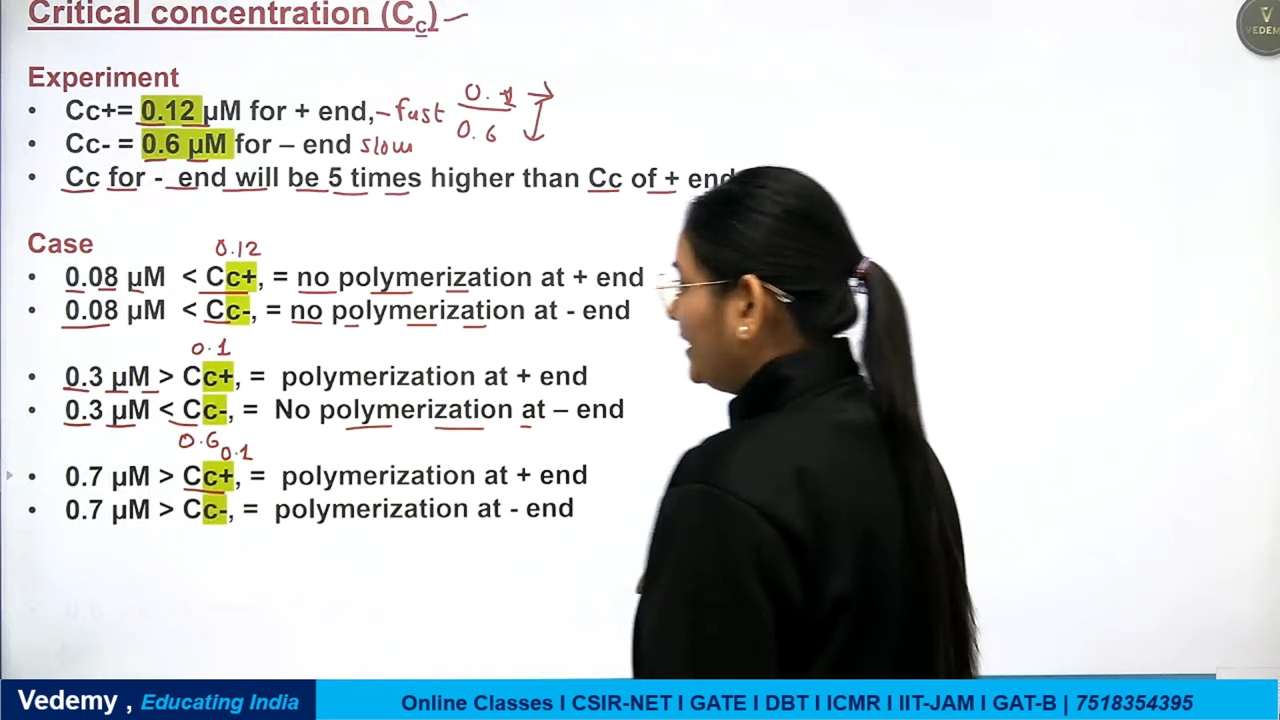 Critical concentration (Cc)
VEDEM
Experiment
• Cc+= 0.12 µM for + end, - fast 0.1
0.6
• Cc- = 0.6 µM for – end slow
• Cc for - end will be 5 times higher than Cc of + end
Case
0.12
• 0.08 µM < Cc+, = no polymerization at + end
• 0.08 µM < Cc-, = no polymerization at - end
0.1
• 0.3 µM > Cc+, = polymerization at + end
• 0.3 µM < Cc-, = No polymerization at – end
0.6 0.1
• 0.7 µM > Cc+, = polymerization at + end
• 0.7 µM > Cc-, = polymerization at - end
Vedemy , Educating India
Online Classes I CSIR-NET I GATE I DBT I ICMR I IIT-JAM I GAT-B | 7518354395